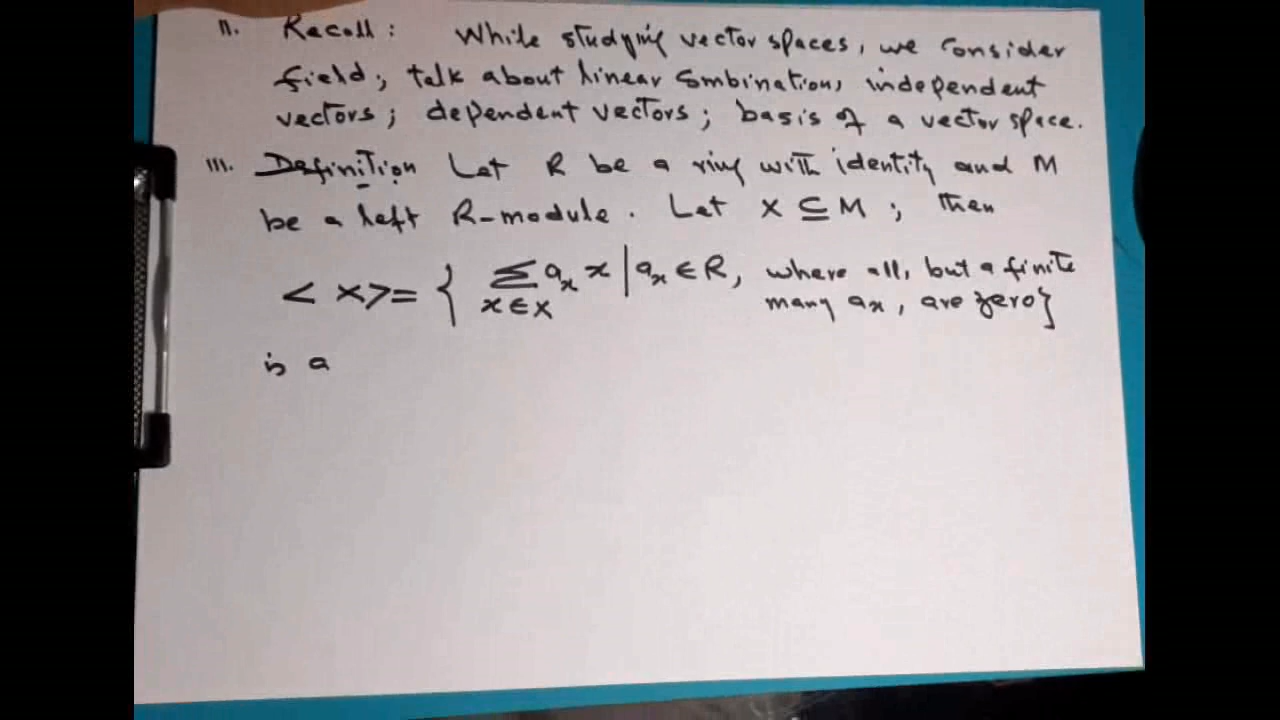 II. Recall: While studying vector spaces, we consider
field; talk about linear combination, independent
vectors; dependent vectors; basis of a vector space.
III. Definition Let R be a ring with identity and M
be a left R-module. Let X ⊆ M; then
<X> = { ∑ aₓ x | aₓ ∈ R, where all, but a finite
x∈X many aₓ, are zero}
is a